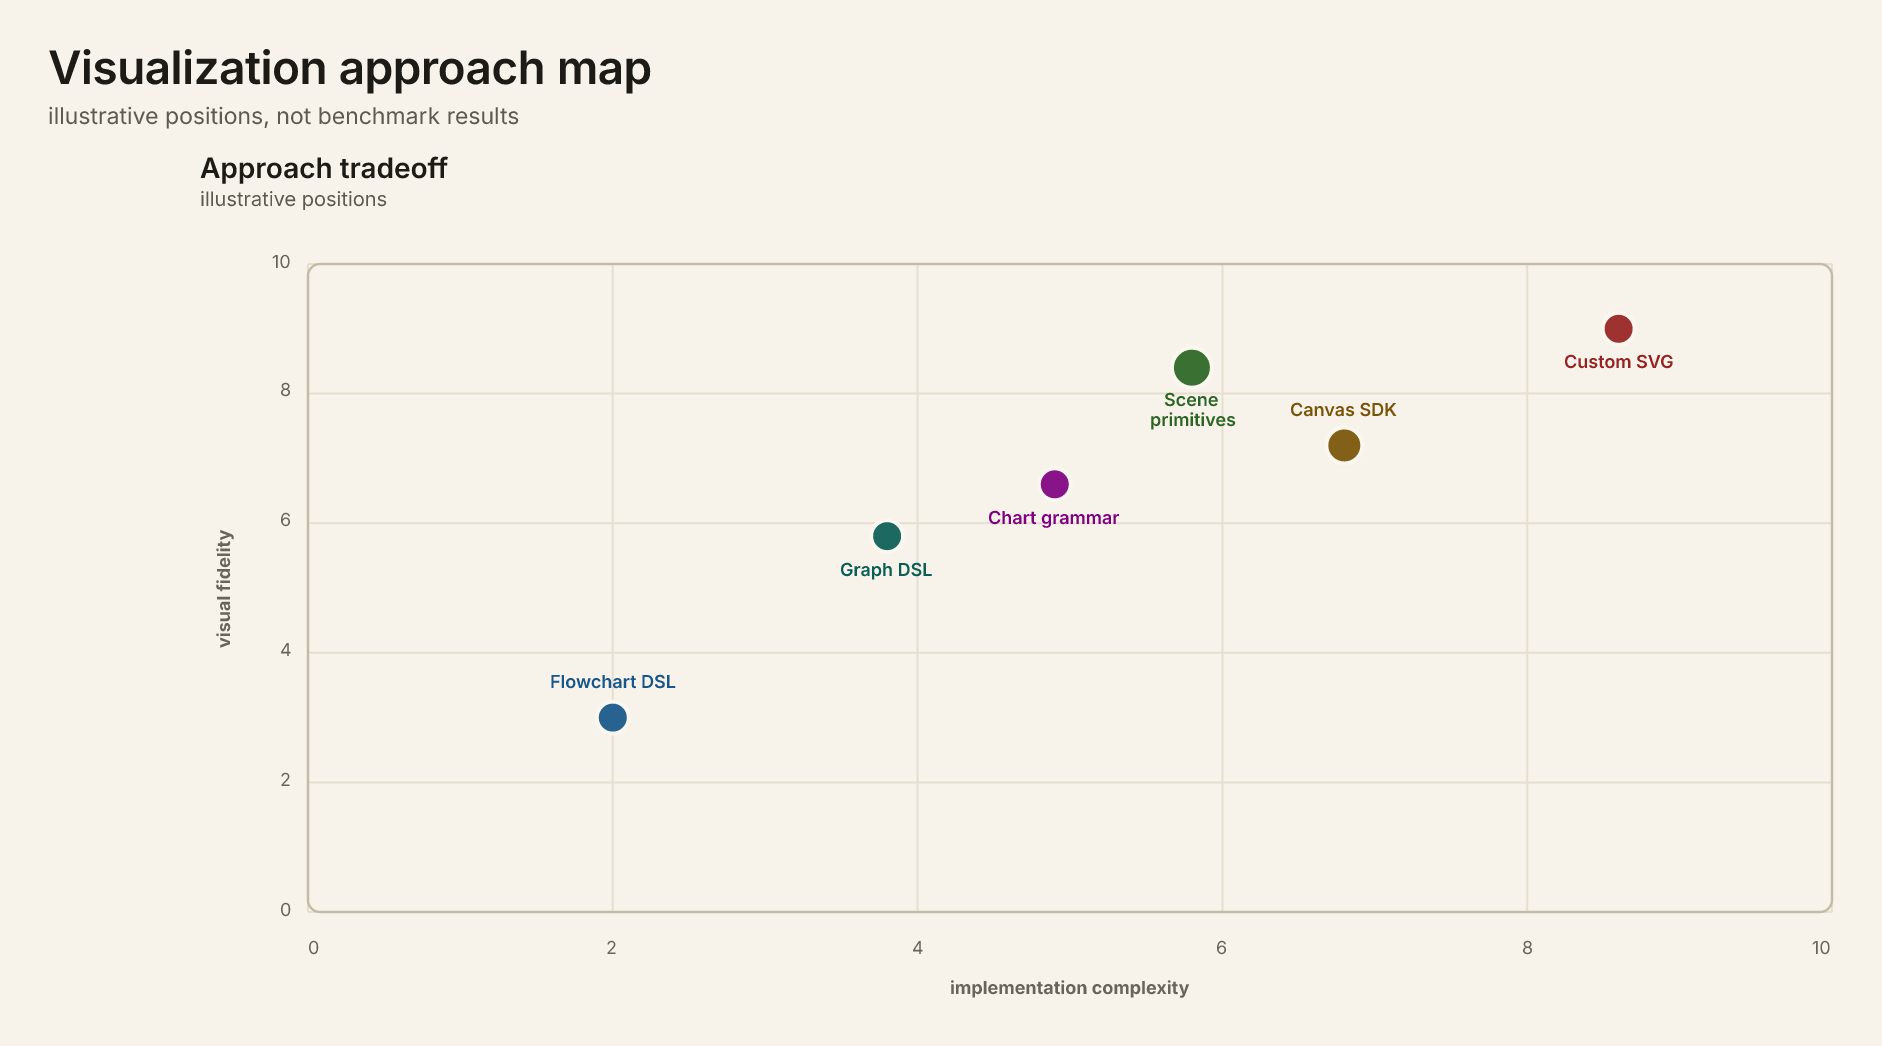 Visualization approach map
illustrative positions, not benchmark results
Approach tradeoff
illustrative positions
10
8
6
4
2
0
visual fidelity
Custom SVG
Scene
primitives
Canvas SDK
Chart grammar
Graph DSL
Flowchart DSL
0
2
4
6
8
10
implementation complexity